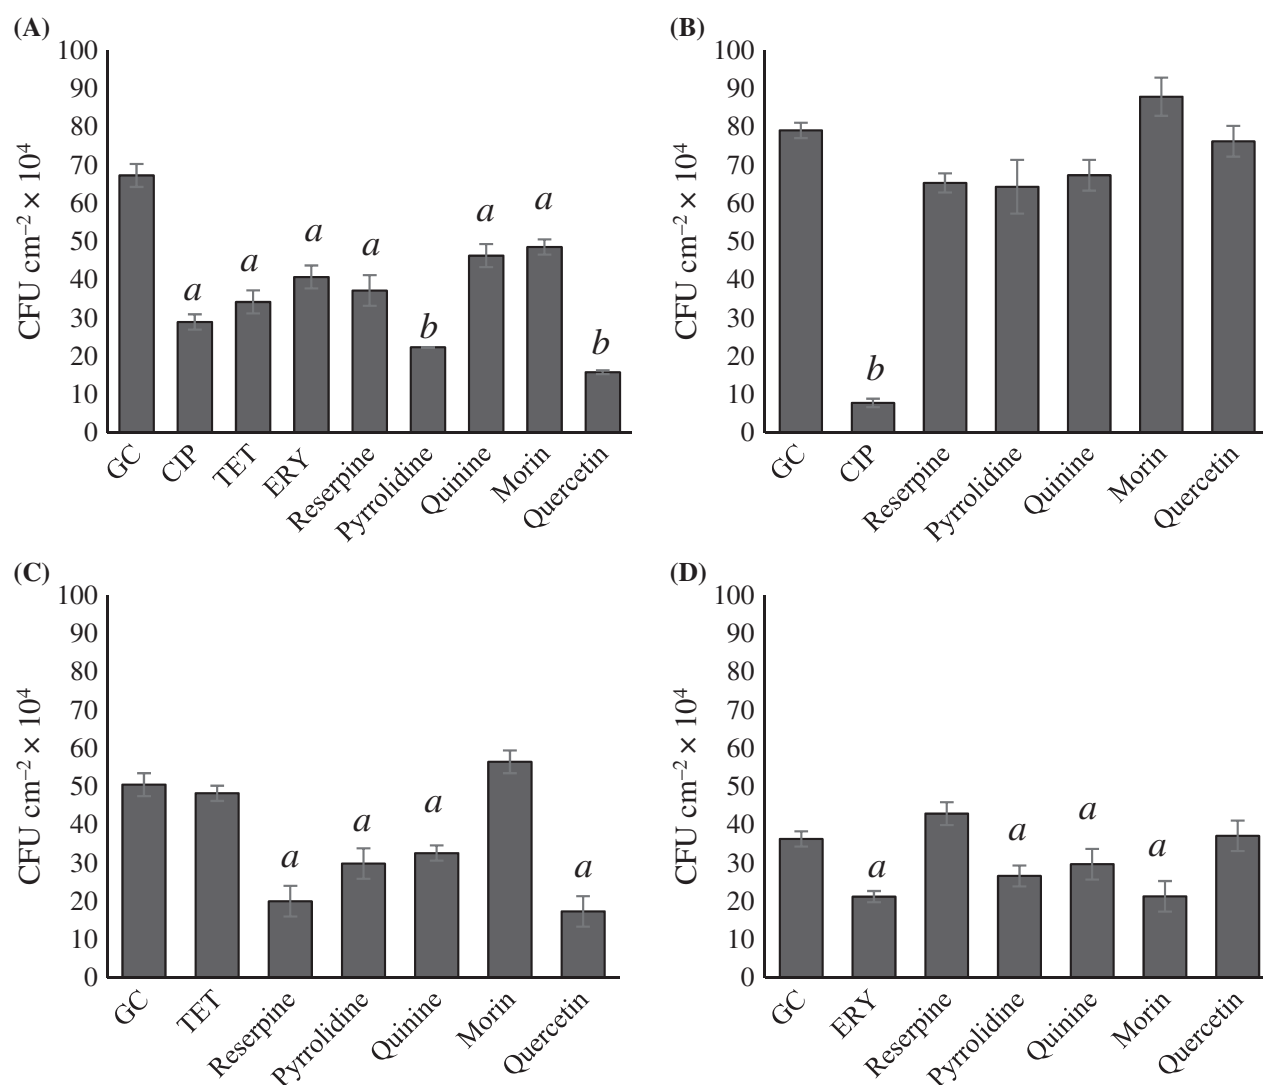 (A)
CFU cm⁻² × 10⁴
100
90
80
70
60
50
40
30
20
10
0
a
a
a
a
b
a
a
b
GC
CIP
TET
ERY
Reserpine
Pyrrolidine
Quinine
Morin
Quercetin
(B)
CFU cm⁻² × 10⁴
100
90
80
70
60
50
40
30
20
10
0
b
GC
CIP
Reserpine
Pyrrolidine
Quinine
Morin
Quercetin
(C)
CFU cm⁻² × 10⁴
100
90
80
70
60
50
40
30
20
10
0
a
a
a
a
GC
TET
Reserpine
Pyrrolidine
Quinine
Morin
Quercetin
(D)
CFU cm⁻² × 10⁴
100
90
80
70
60
50
40
30
20
10
0
a
a
a
a
GC
ERY
Reserpine
Pyrrolidine
Quinine
Morin
Quercetin